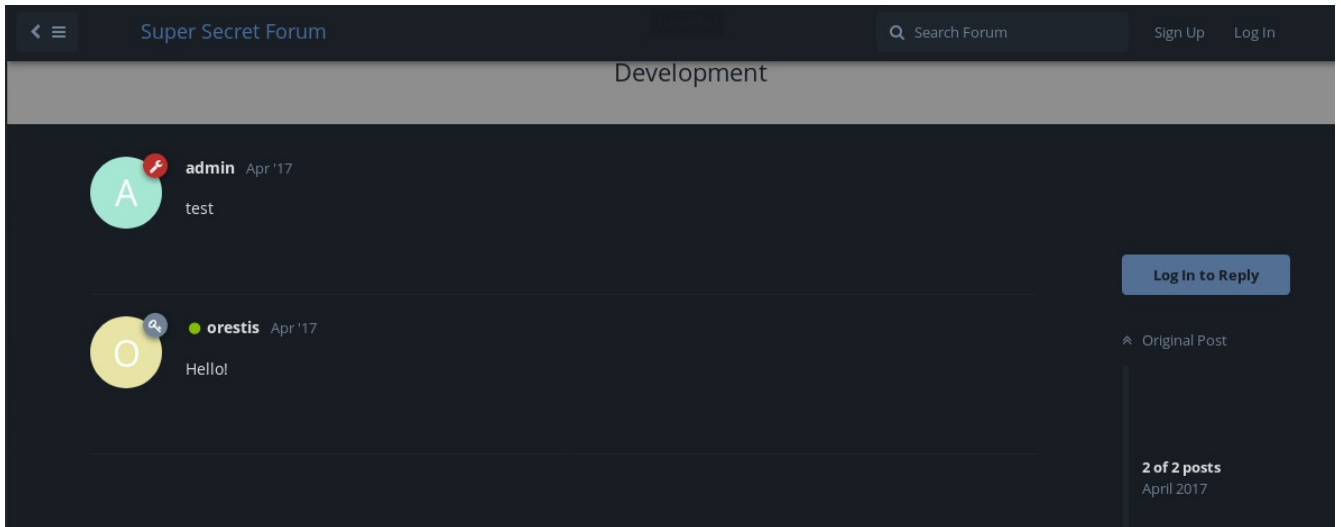 Super Secret Forum
Search Forum
Sign Up
Log In
Development
A
admin Apr '17
test
Log In to Reply
O
orestis Apr '17
Hello!
Original Post
2 of 2 posts
April 2017